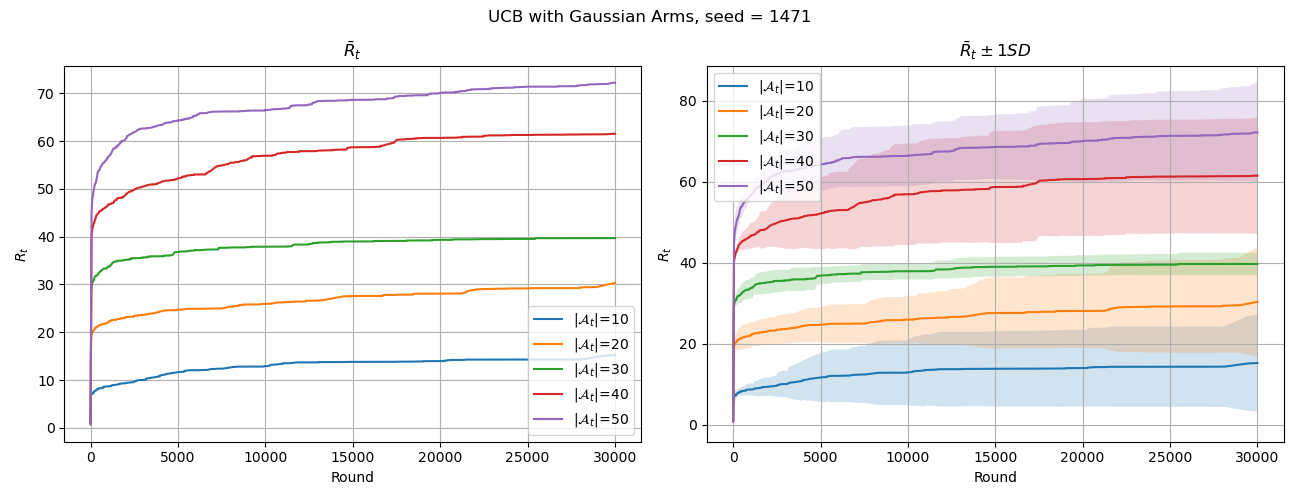 UCB with Gaussian Arms, seed = 1471
R̄ₜ
Rₜ
70
60
50
40
30
20
10
0
|𝒜ₜ|=10
|𝒜ₜ|=20
|𝒜ₜ|=30
|𝒜ₜ|=40
|𝒜ₜ|=50
0 5000 10000 15000 20000 25000 30000
Round
R̄ₜ ± 1SD
Rₜ
80
60
40
20
0
|𝒜ₜ|=10
|𝒜ₜ|=20
|𝒜ₜ|=30
|𝒜ₜ|=40
|𝒜ₜ|=50
0 5000 10000 15000 20000 25000 30000
Round